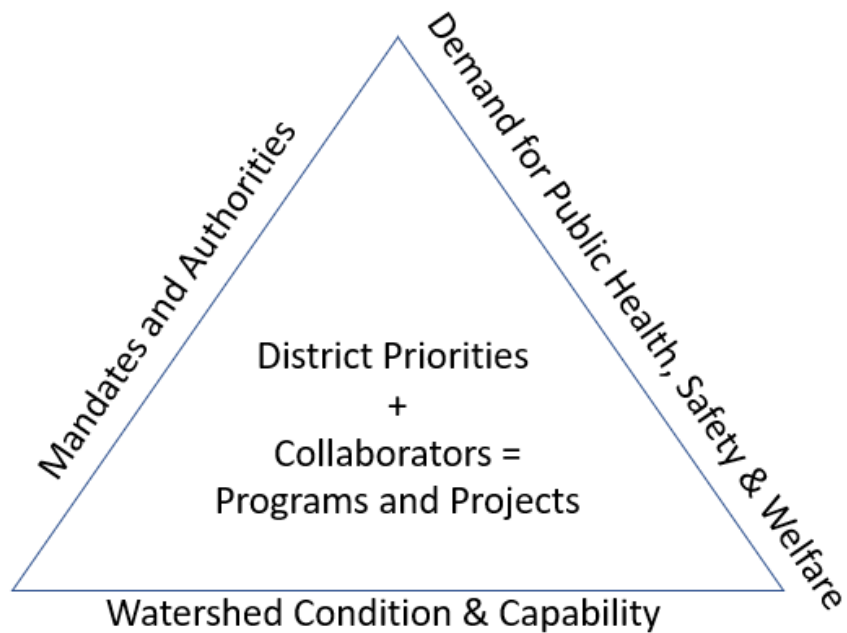 Demand for Public Health, Safety & Welfare
Mandates and Authorities
District Priorities
+
Collaborators =
Programs and Projects
Watershed Condition & Capability